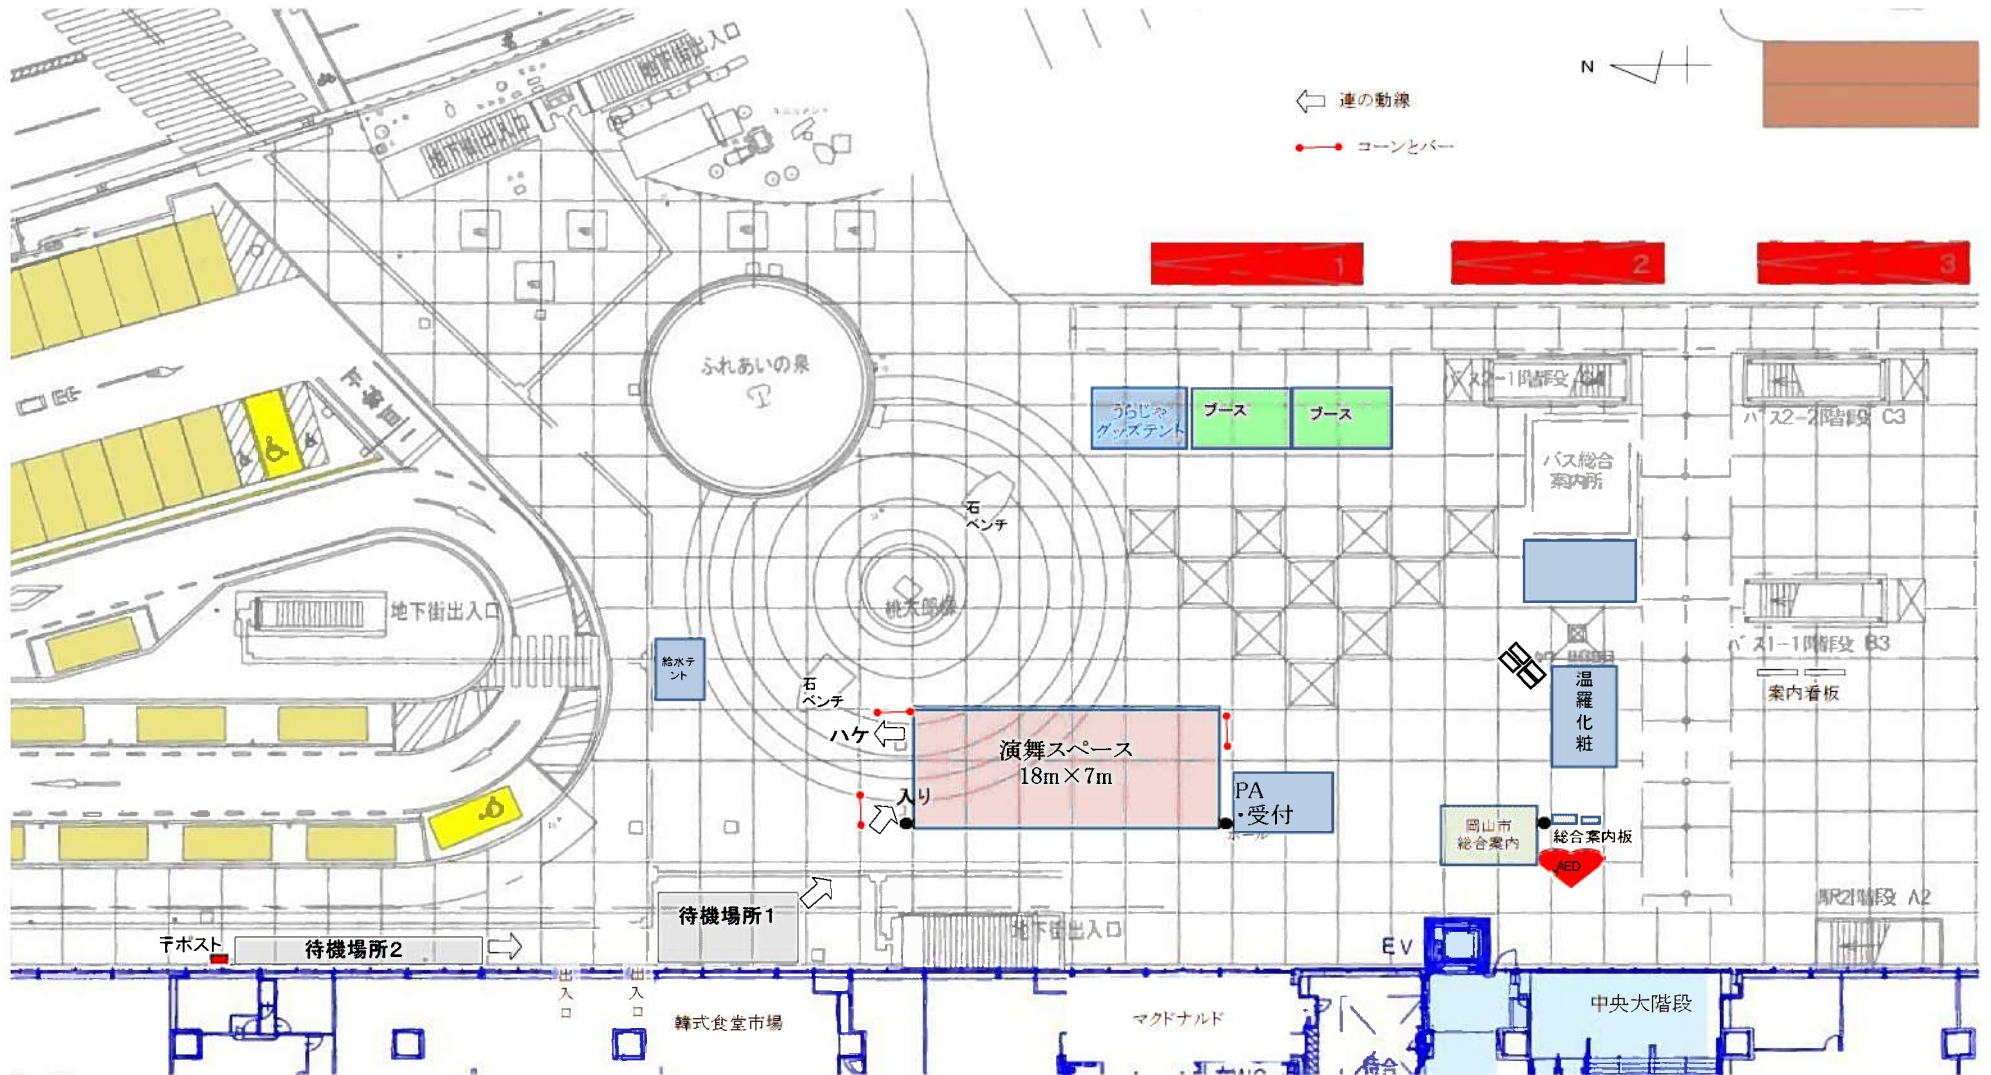 地下街出入口
地下街出入口
N
連の動線
コーンとバー
1
2
3
ふれあいの泉
うらじゃ
グッズテント
ブース
ブース
バス2-2階段 C3
バス総合
案内所
石
ベンチ
桃太郎像
地下街出入口
給水テ
ント
石
ベンチ
バス1-1階段 B3
案内看板
温
羅
化
粧
ハケ
演舞スペース
18m×7m
入り
PA
・受付
ポール
岡山市
総合案内
総合案内板
AED
待機場所1
駅2階段 A2
地下街出入口
〒ポスト
待機場所2
EV
出
入
口
出
入
口
韓式食堂市場
マクドナルド
中央大階段